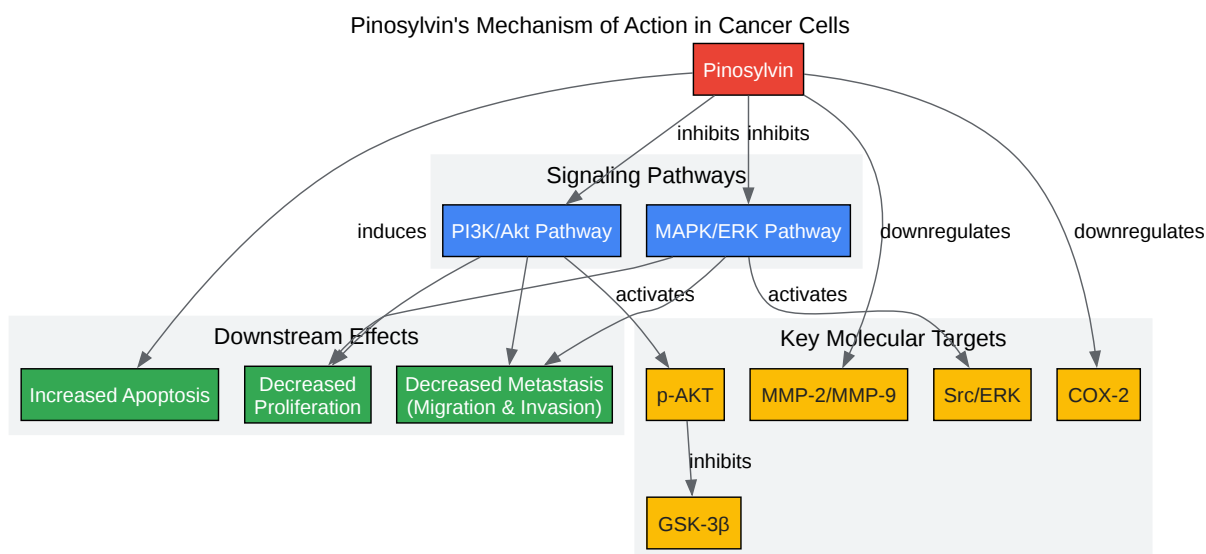 Pinosylvin's Mechanism of Action in Cancer Cells
Pinosylvin
inhibits
inhibits
Signaling Pathways
induces
PI3K/Akt Pathway
MAPK/ERK Pathway
downregulates
downregulates
activates
activates
Downstream Effects
Key Molecular Targets
Increased Apoptosis
Decreased
Proliferation
Decreased Metastasis
(Migration & Invasion)
p-AKT
MMP-2/MMP-9
Src/ERK
COX-2
inhibits
GSK-3β